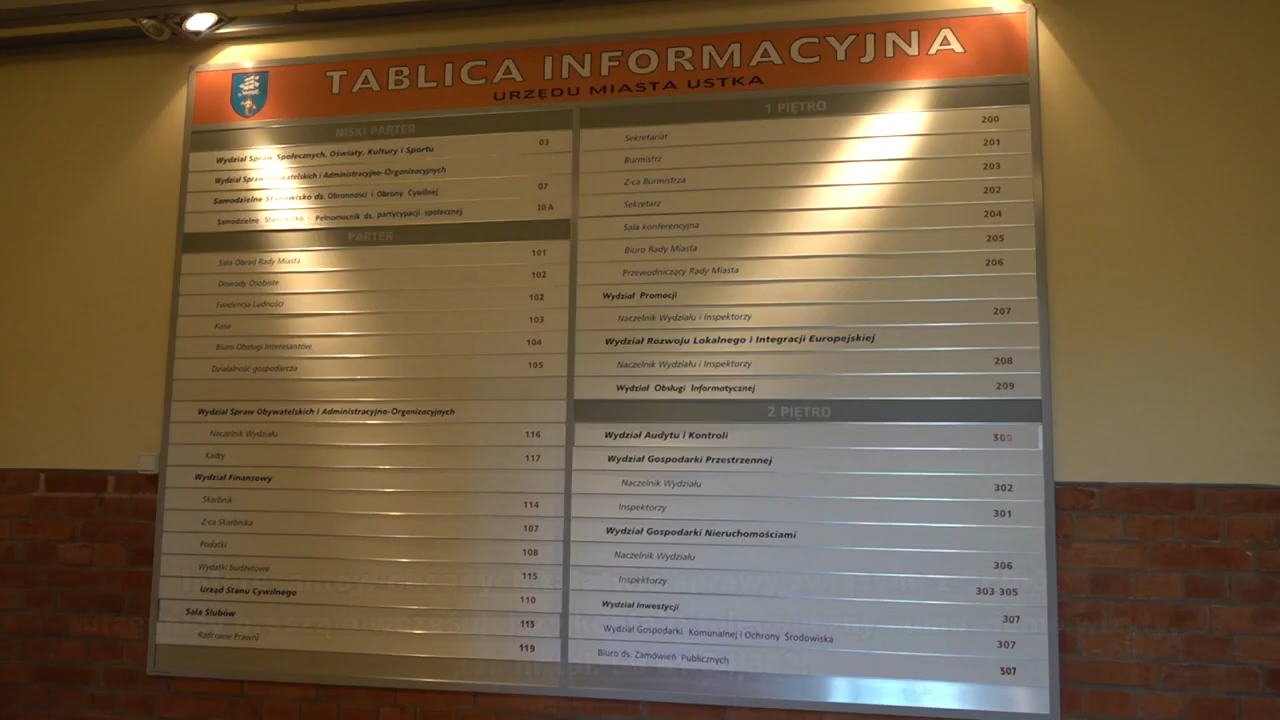 TABLICA INFORMACYJNA
URZĘDU MIASTA USTKA
NISKI PARTER
Wydział Spraw Społecznych, Oświaty, Kultury i Sportu 03
Wydział Spraw Obywatelskich i Administracyjno-Organizacyjnych
Samodzielne Stanowisko ds. Obronności i Obrony Cywilnej 07
Samodzielne Stanowisko - Pełnomocnik ds. partycypacji społecznej 10 A
PARTER
Sala Obrad Rady Miasta 101
Dowody Osobiste 102
Ewidencja Ludności 102
Kasa 103
Biuro Obsługi Interesantów 104
Działalność gospodarcza 105
Wydział Spraw Obywatelskich i Administracyjno-Organizacyjnych
Naczelnik Wydziału 116
Kadry 117
Wydział Finansowy
Skarbnik 114
Z-ca Skarbnika 107
Podatki 108
Wydatki budżetowe 115
Urząd Stanu Cywilnego 110
Sala Ślubów 115
Radcowie Prawni 119
1 PIĘTRO
Sekretariat 200
Burmistrz 201
Z-ca Burmistrza 203
Sekretarz 202
Sala konferencyjna 204
Biuro Rady Miasta 205
Przewodniczący Rady Miasta 206
Wydział Promocji
Naczelnik Wydziału i Inspektorzy 207
Wydział Rozwoju Lokalnego i Integracji Europejskiej
Naczelnik Wydziału i Inspektorzy 208
Wydział Obsługi Informatycznej 209
2 PIĘTRO
Wydział Audytu i Kontroli
Wydział Gospodarki Przestrzennej
Naczelnik Wydziału 302
Inspektorzy 301
Wydział Gospodarki Nieruchomościami
Naczelnik Wydziału 306
Inspektorzy 303-305
Wydział Inwestycji 307
Wydział Gospodarki Komunalnej i Ochrony Środowiska 307
Biuro ds. Zamówień Publicznych 507